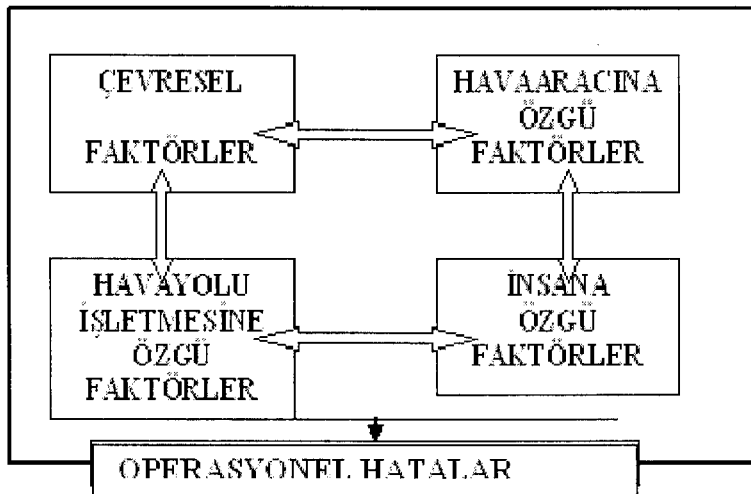 ÇEVRESEL
FAKTÖRLER
HAVAARACINA
ÖZGÜ
FAKTÖRLER
HAVAYOLU
İŞLETMESİNE
ÖZGÜ
FAKTÖRLER
İNSANA
ÖZGÜ
FAKTÖRLER
OPERASYONEL HATALAR